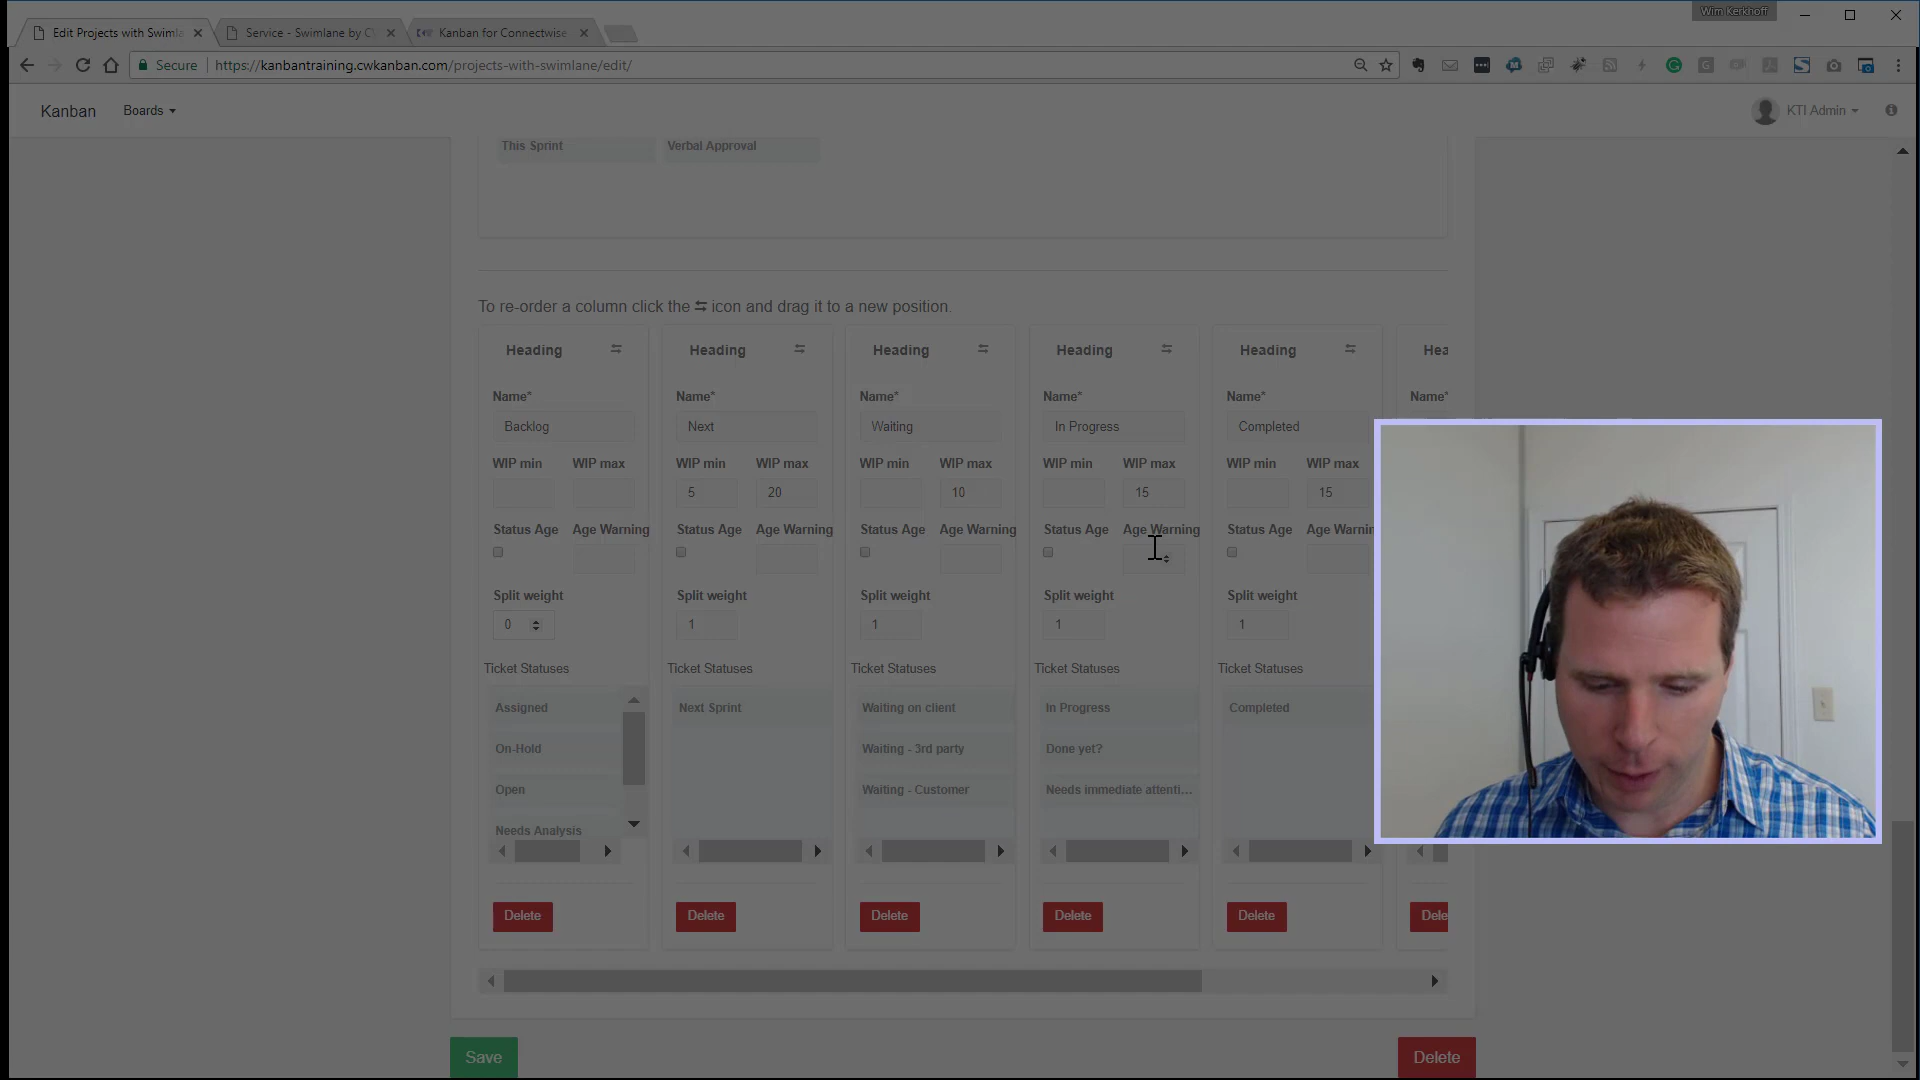 Wim Kerkhoff
Edit Projects with Swimla
Service - Swimlane by C
Kanban for Connectwise
Secure
https://kanbantraining.cwkanban.com/projects-with-swimlane/edit/
Kanban
Boards
KTI Admin
This Sprint
Verbal Approval
To re-order a column click the icon and drag it to a new position.
Heading Heading Heading Heading Heading Hea
Name* Name* Name* Name* Name* Name*
Backlog Next Waiting In Progress Completed
WIP min WIP max WIP min WIP max WIP min WIP max WIP min WIP max WIP min WIP max
5 20 10 15 15
Status Age Age Warning Status Age Age Warning Status Age Age Warning Status Age Age Warning Status Age Age Warn
Split weight Split weight Split weight Split weight Split weight
0 1 1 1 1
Ticket Statuses Ticket Statuses Ticket Statuses Ticket Statuses Ticket Statuses
Assigned Next Sprint Waiting on client In Progress Completed
On-Hold Waiting - 3rd party Done yet?
Open Waiting - Customer Needs immediate attenti...
Needs Analysis
Delete Delete Delete Delete Delete Dele
Save
Delete